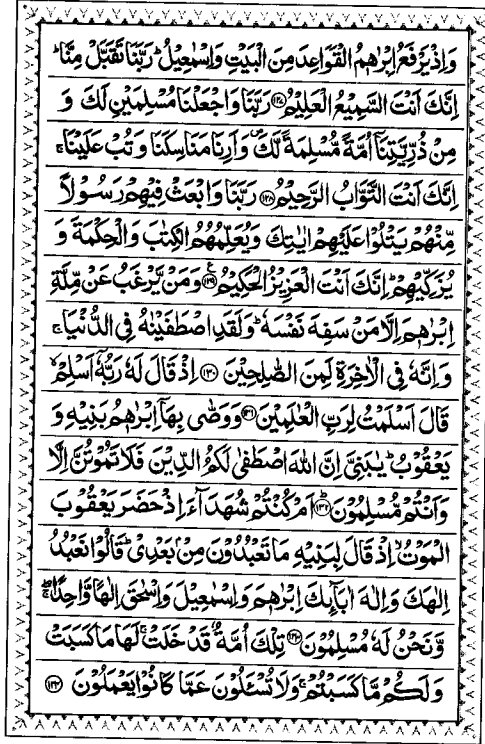 وَاِذْ يَرْفَعُ اِبْرٰهٖمُ الْقَوَاعِدَ مِنَ الْبَيْتِ وَاِسْمٰعِيْلُ ؕ رَبَّنَا تَقَبَّلْ مِنَّا ؕ
اِنَّكَ اَنْتَ السَّمِيْعُ الْعَلِيْمُ ﴿۱۲۷﴾ رَبَّنَا وَاجْعَلْنَا مُسْلِمَيْنِ لَكَ وَ
مِنْ ذُرِّيَّتِنَاۤ اُمَّةً مُّسْلِمَةً لَّكَ ۪ وَاَرِنَا مَنَاسِكَنَا وَتُبْ عَلَيْنَا ۚ
اِنَّكَ اَنْتَ التَّوَّابُ الرَّحِيْمُ ﴿۱۲۸﴾ رَبَّنَا وَابْعَثْ فِيْهِمْ رَسُوْلًا
مِّنْهُمْ يَتْلُوْا عَلَيْهِمْ اٰيٰتِكَ وَيُعَلِّمُهُمُ الْكِتٰبَ وَالْحِكْمَةَ وَ
يُزَكِّيْهِمْ ؕ اِنَّكَ اَنْتَ الْعَزِيْزُ الْحَكِيْمُ ﴿۱۲۹﴾ ع وَمَنْ يَّرْغَبُ عَنْ مِّلَّةِ
اِبْرٰهٖمَ اِلَّا مَنْ سَفِهَ نَفْسَهٗ ؕ وَلَقَدِ اصْطَفَيْنٰهُ فِى الدُّنْيَا ۚ
وَاِنَّهٗ فِى الْاٰخِرَةِ لَمِنَ الصّٰلِحِيْنَ ﴿۱۳۰﴾ اِذْ قَالَ لَهٗ رَبُّهٗۤ اَسْلِمْ ۙ
قَالَ اَسْلَمْتُ لِرَبِّ الْعٰلَمِيْنَ ﴿۱۳۱﴾ وَوَصّٰى بِهَاۤ اِبْرٰهٖمُ بَنِيْهِ وَ
يَعْقُوْبُ ؕ يٰبَنِىَّ اِنَّ اللّٰهَ اصْطَفٰى لَكُمُ الدِّيْنَ فَلَا تَمُوْتُنَّ اِلَّا
وَاَنْتُمْ مُّسْلِمُوْنَ ﴿۱۳۲﴾ ؕ اَمْ كُنْتُمْ شُهَدَآءَ اِذْ حَضَرَ يَعْقُوْبَ
الْمَوْتُ ۙ اِذْ قَالَ لِبَنِيْهِ مَا تَعْبُدُوْنَ مِنْۢ بَعْدِىْ ؕ قَالُوْا نَعْبُدُ
اِلٰهَكَ وَاِلٰهَ اٰبَآئِكَ اِبْرٰهٖمَ وَاِسْمٰعِيْلَ وَاِسْحٰقَ اِلٰهًا وَّاحِدًا ۖۚ
وَّنَحْنُ لَهٗ مُسْلِمُوْنَ ﴿۱۳۳﴾ تِلْكَ اُمَّةٌ قَدْ خَلَتْ ۚ لَهَا مَا كَسَبَتْ
وَلَكُمْ مَّا كَسَبْتُمْ ۚ وَلَا تُسْـَٔلُوْنَ عَمَّا كَانُوْا يَعْمَلُوْنَ ﴿۱۳۴﴾